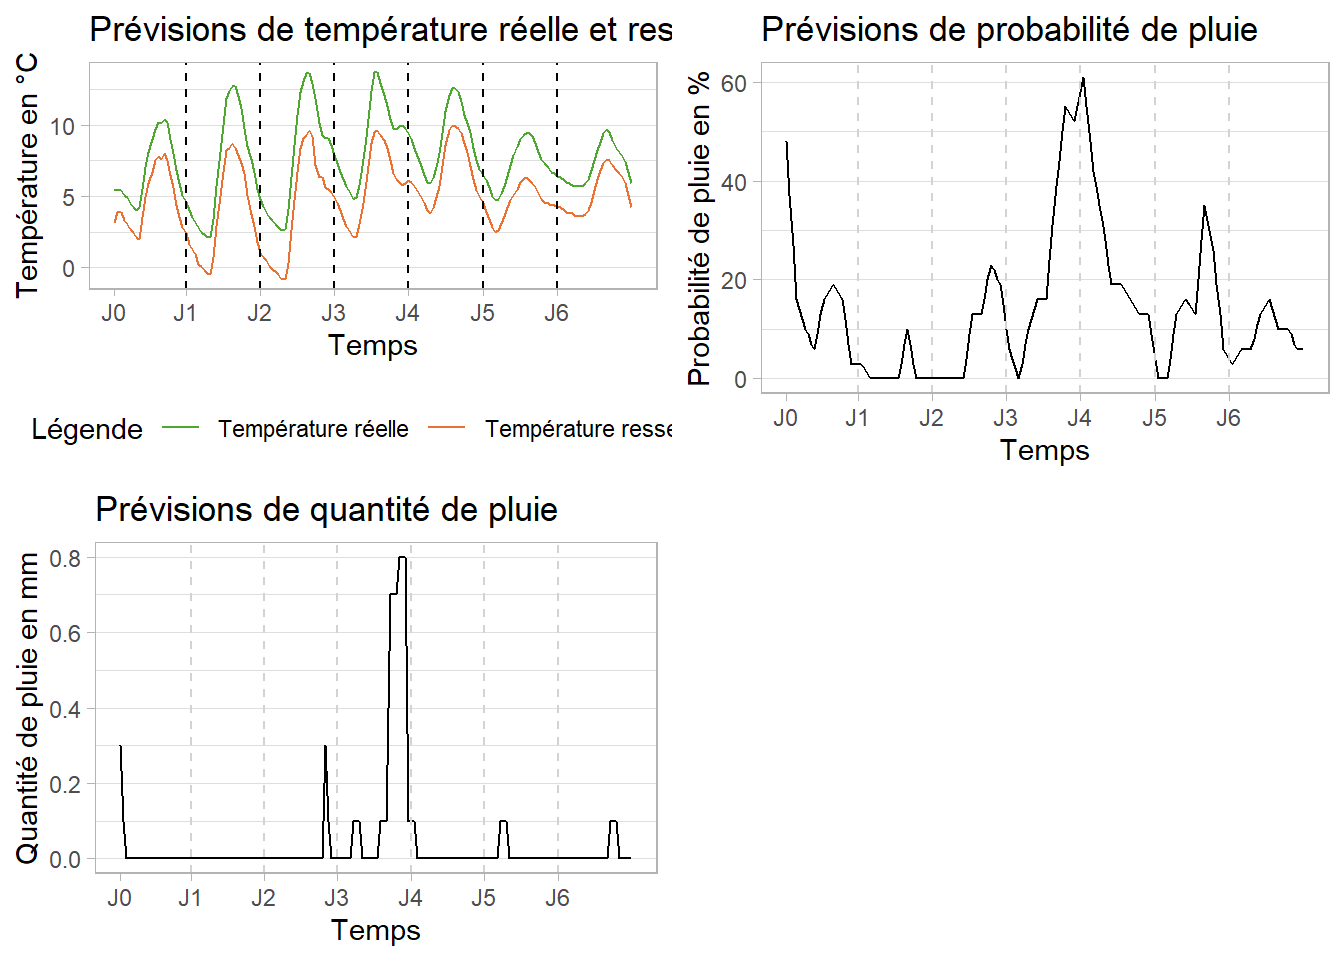 Prévisions de température réelle et res
Température en °C
10
5
0
J0 J1 J2 J3 J4 J5 J6
Temps
Légende Température réelle Température resse
Prévisions de probabilité de pluie
Probabilité de pluie en %
60
40
20
0
J0 J1 J2 J3 J4 J5 J6
Temps
Prévisions de quantité de pluie
Quantité de pluie en mm
0.8
0.6
0.4
0.2
0.0
J0 J1 J2 J3 J4 J5 J6
Temps